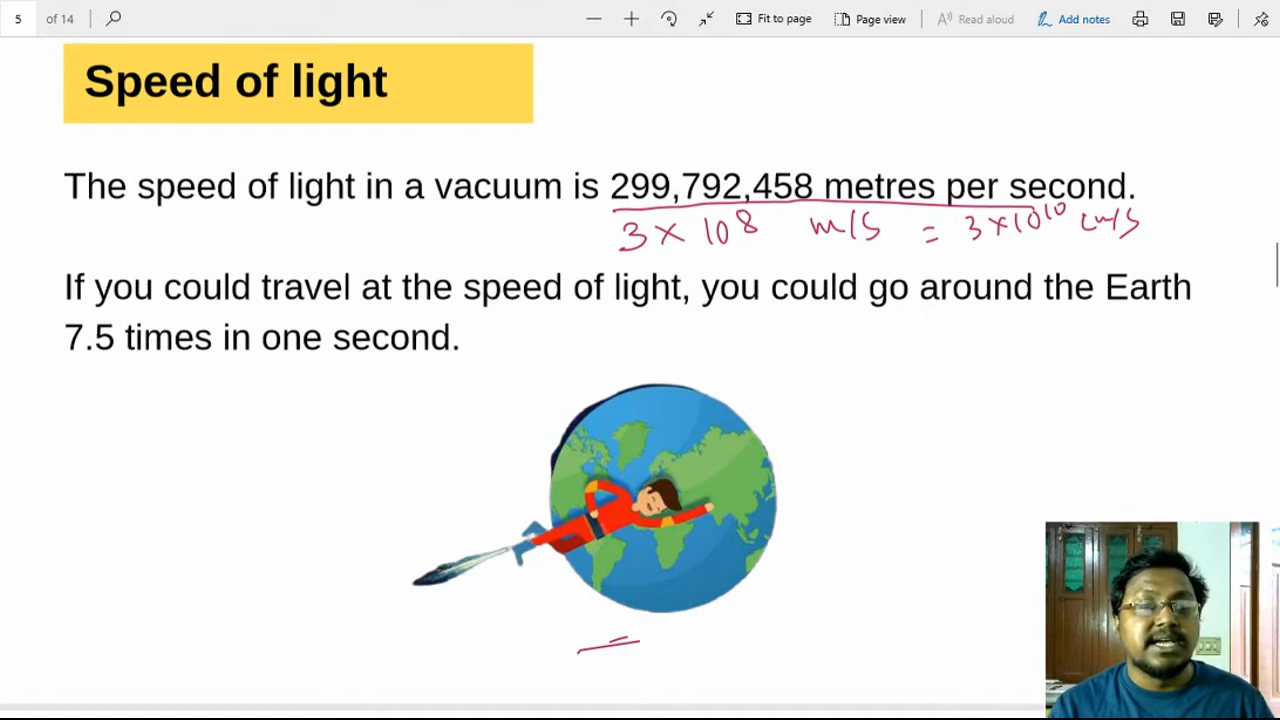 5 of 14 Fit to page Page view Read aloud Add notes
Speed of light
The speed of light in a vacuum is 299,792,458 metres per second.
3 × 10⁸ m/s = 3 × 10¹⁰ cm/s
If you could travel at the speed of light, you could go around the Earth
7.5 times in one second.